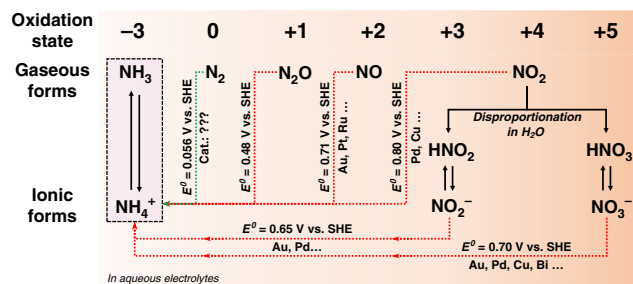 Oxidation state −3 0 +1 +2 +3 +4 +5
Gaseous forms NH₃ N₂ N₂O NO NO₂
E⁰ = 0.056 V vs. SHE
Cat.: ???
E⁰ = 0.48 V vs. SHE
E⁰ = 0.71 V vs. SHE
Au, Pt, Ru ...
E⁰ = 0.80 V vs. SHE
Pd, Cu ...
Disproportionation
in H₂O
HNO₂ HNO₃
Ionic forms NH₄⁺ NO₂⁻ NO₃⁻
E⁰ = 0.65 V vs. SHE
Au, Pd...
E⁰ = 0.70 V vs. SHE
Au, Pd, Cu, Bi ...
In aqueous electrolytes